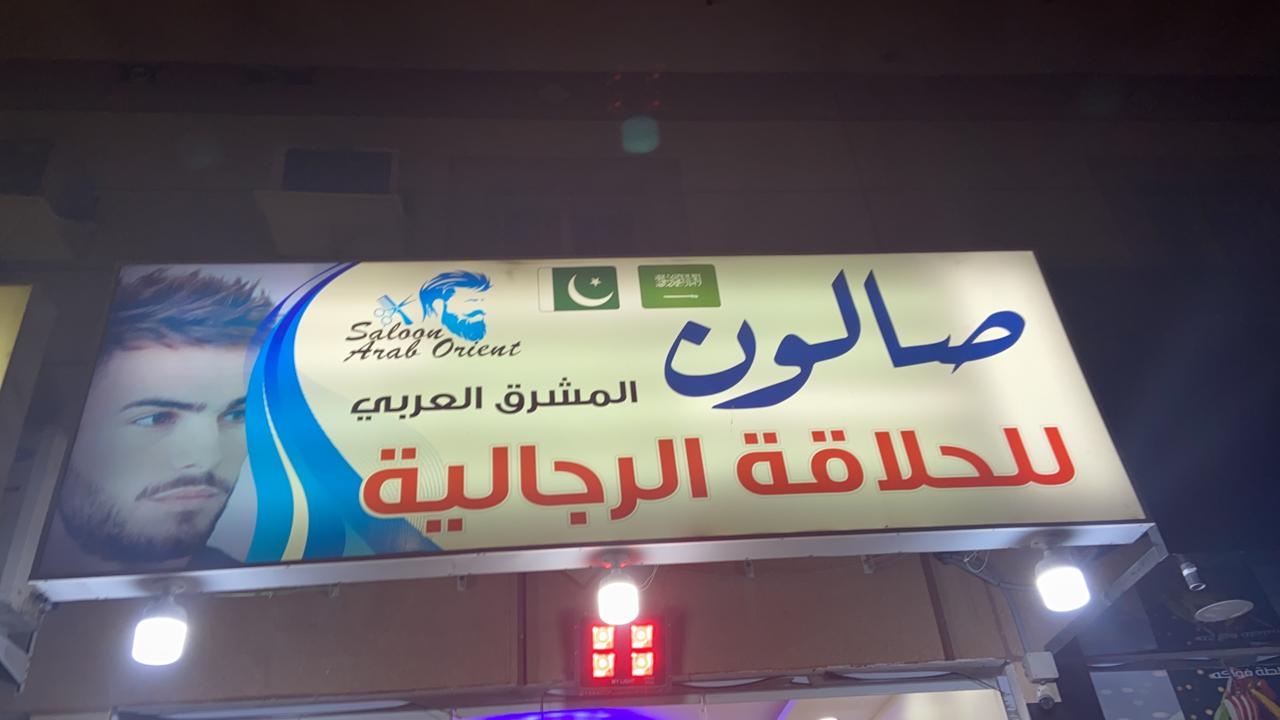 صالون
Saloon
Arab Orient
المشرق العربي
للحلاقة الرجالية